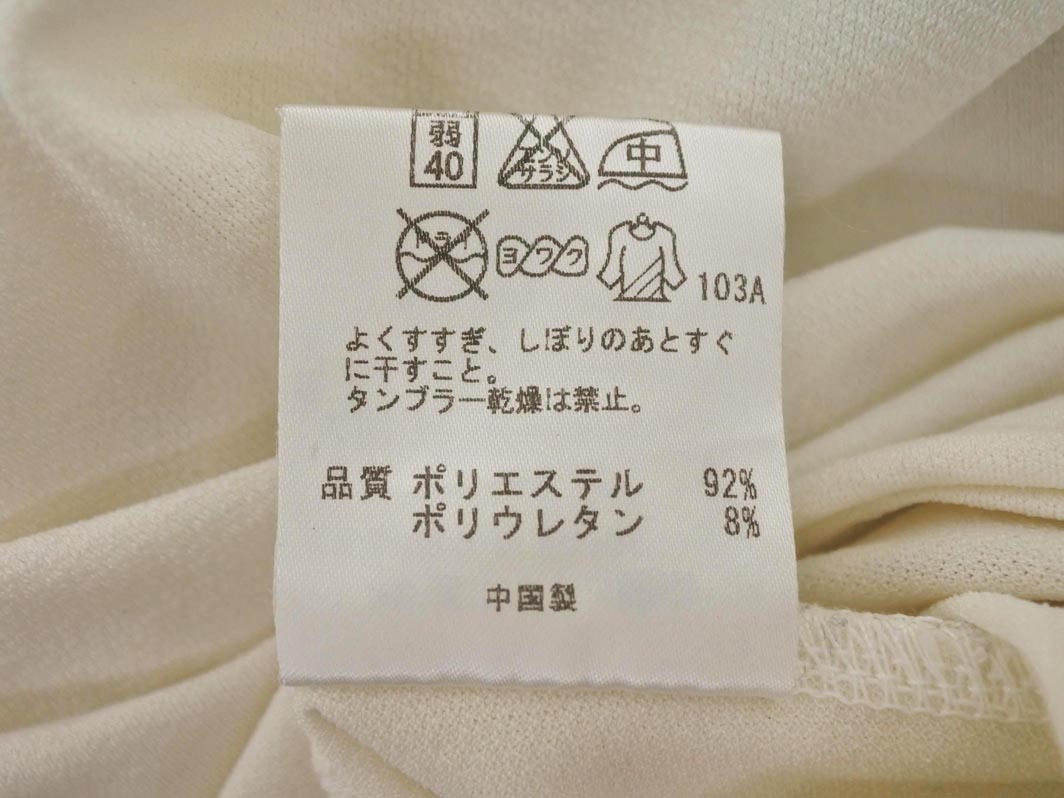 弱
40
エンソ
サラシ
中
ドライ
ヨワク
103A
よくすすぎ、しぼりのあとすぐ
に干すこと。
タンブラー乾燥は禁止。
品質 ポリエステル 92%
ポリウレタン 8%
中国製